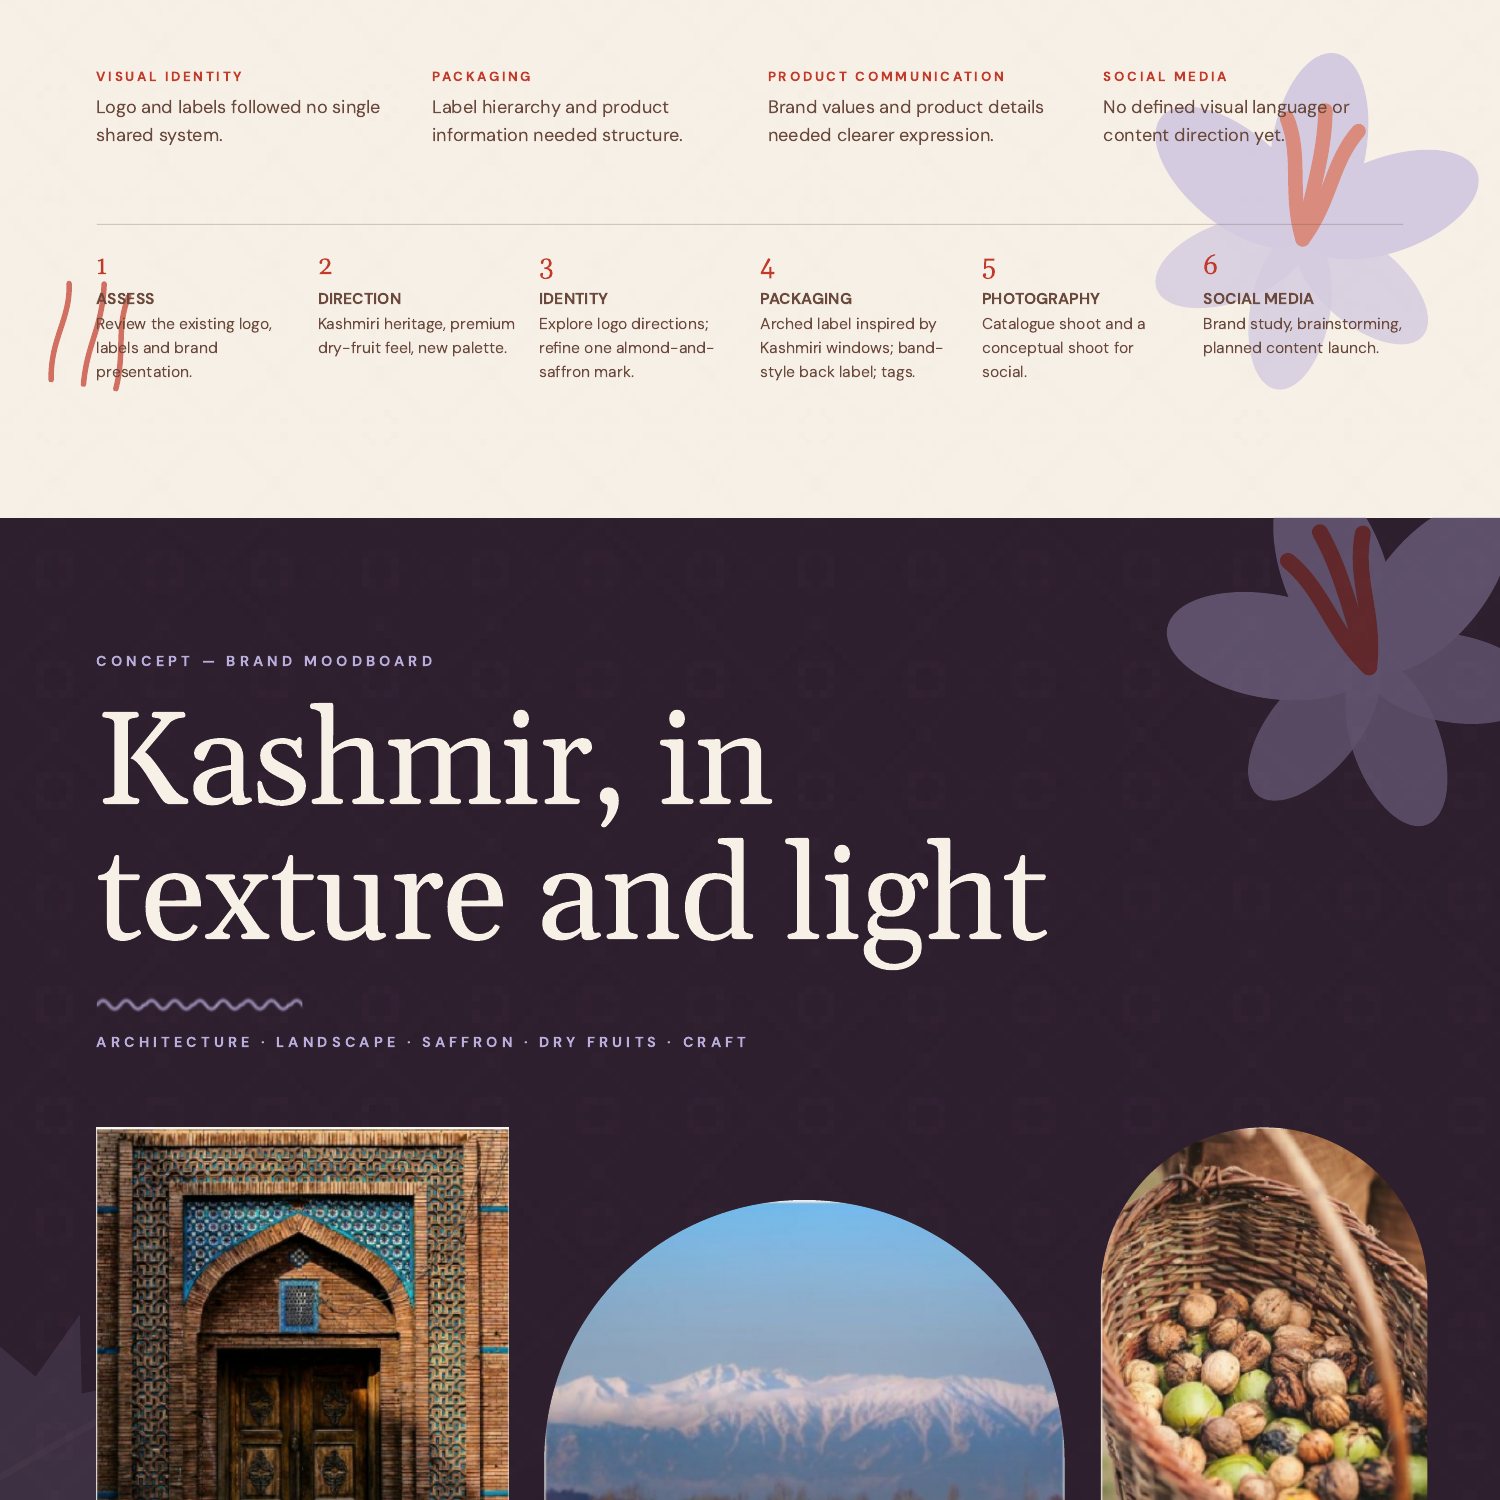 VISUAL IDENTITY
Logo and labels followed no single
shared system.
PACKAGING
Label hierarchy and product
information needed structure.
PRODUCT COMMUNICATION
Brand values and product details
needed clearer expression.
SOCIAL MEDIA
No defined visual language or
content direction yet.
1
ASSESS
Review the existing logo,
labels and brand
presentation.
2
DIRECTION
Kashmiri heritage, premium
dry-fruit feel, new palette.
3
IDENTITY
Explore logo directions;
refine one almond-and-
saffron mark.
4
PACKAGING
Arched label inspired by
Kashmiri windows; band-
style back label; tags.
5
PHOTOGRAPHY
Catalogue shoot and a
conceptual shoot for
social.
6
SOCIAL MEDIA
Brand study, brainstorming,
planned content launch.
CONCEPT — BRAND MOODBOARD
Kashmir, in
texture and light
ARCHITECTURE · LANDSCAPE · SAFFRON · DRY FRUITS · CRAFT